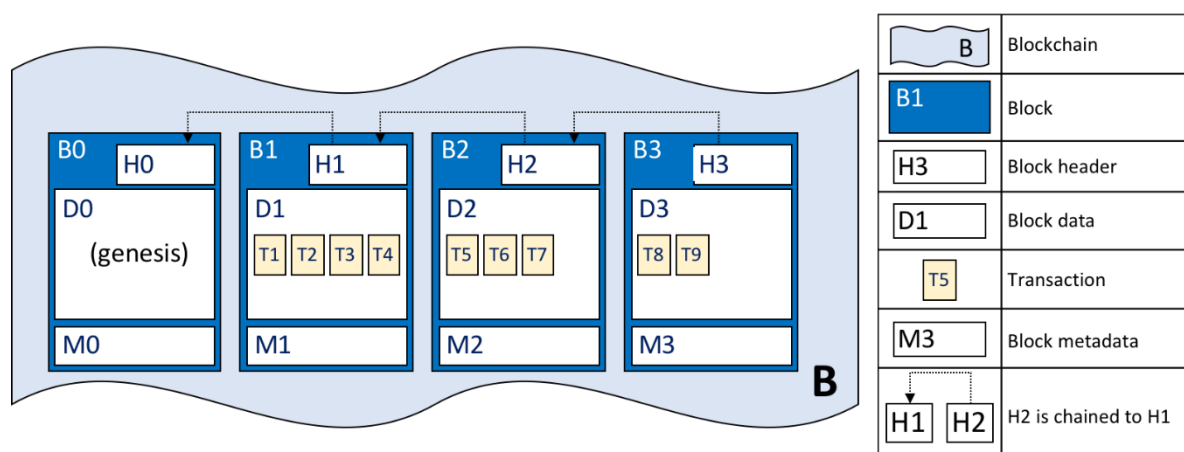 B0
H0
D0
(genesis)
M0
B1
H1
D1
T1 T2 T3 T4
M1
B2
H2
D2
T5 T6 T7
M2
B3
H3
D3
T8 T9
M3
B
B Blockchain
B1 Block
H3 Block header
D1 Block data
T5 Transaction
M3 Block metadata
H1 H2 H2 is chained to H1